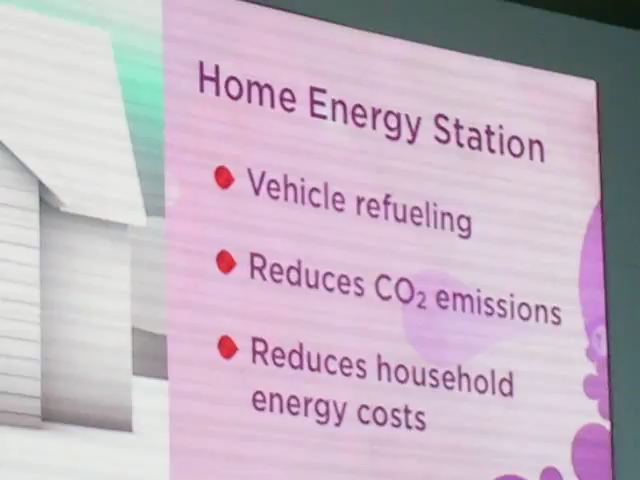 Home Energy Station
Vehicle refueling
Reduces CO₂ emissions
Reduces household
energy costs